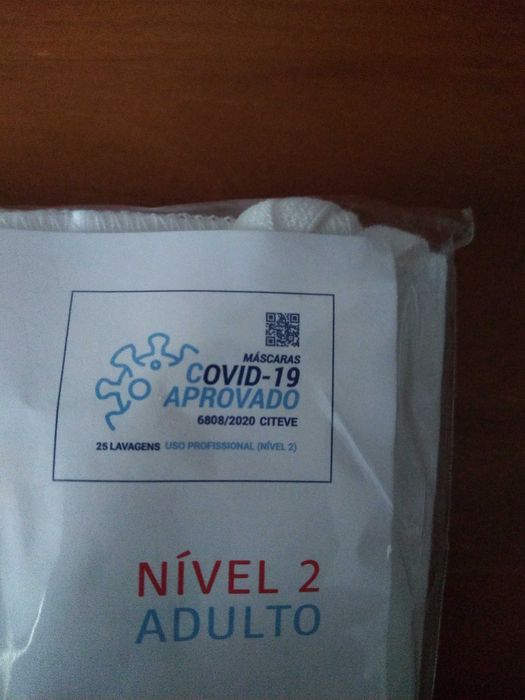 MÁSCARAS
COVID-19
APROVADO
6808/2020 CITEVE
25 LAVAGENS USO PROFISSIONAL (NÍVEL 2)
NÍVEL 2
ADULTO